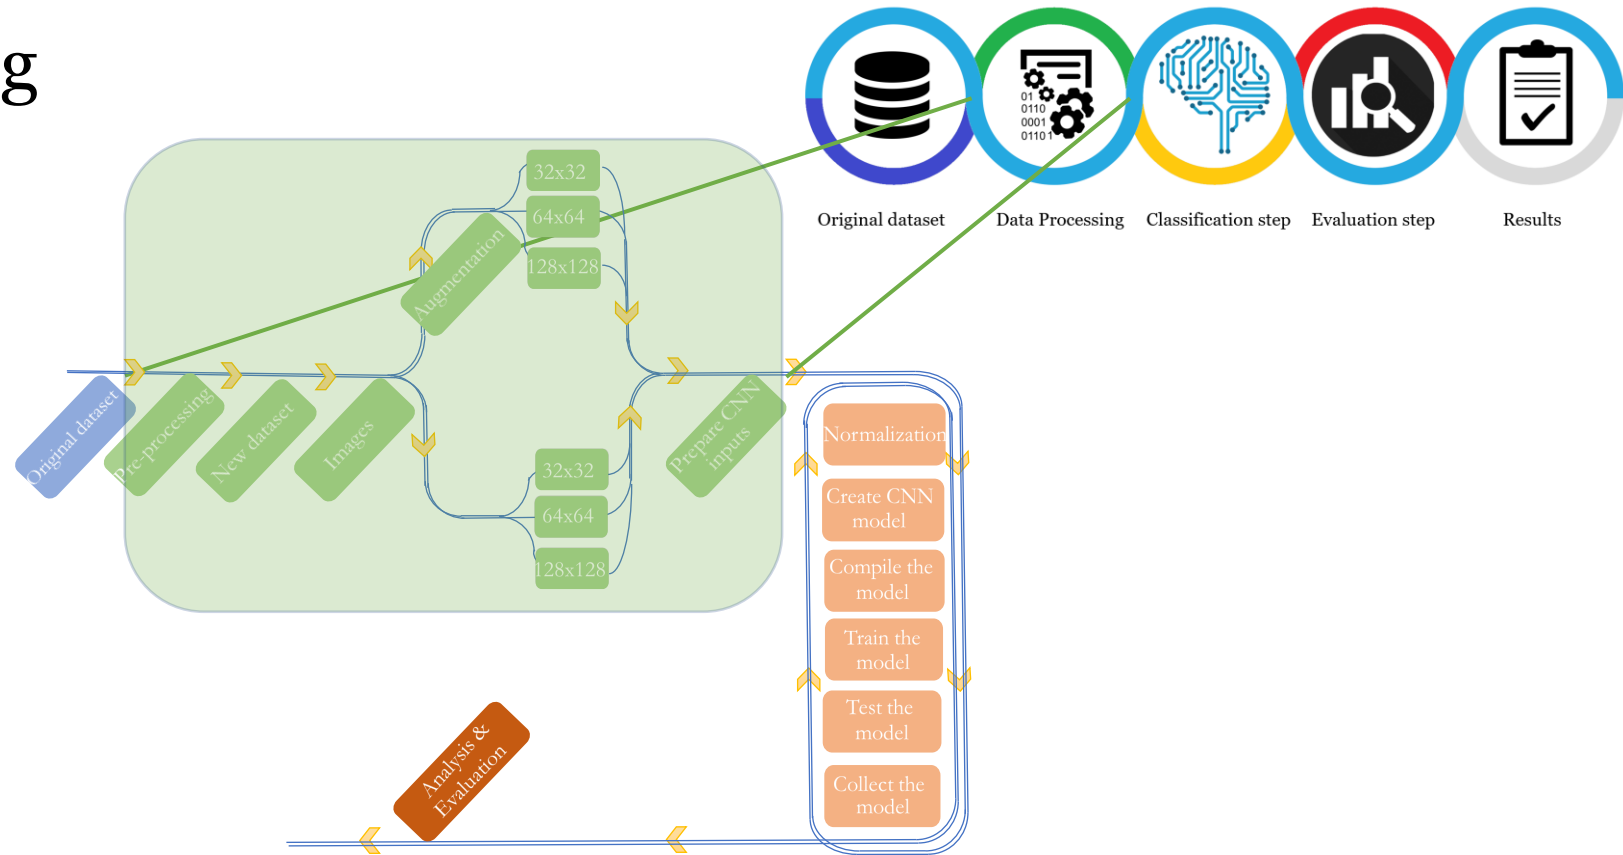 g
01
0110
0001
01101
Original dataset
Data Processing
Classification step
Evaluation step
Results
32x32
64x64
128x128
Augmentation
Original dataset
Pre-processing
New dataset
Images
32x32
64x64
128x128
Prepare CNN
inputs
Normalization
Create CNN
model
Compile the
model
Train the
model
Test the
model
Collect the
model
Analysis &
Evaluation